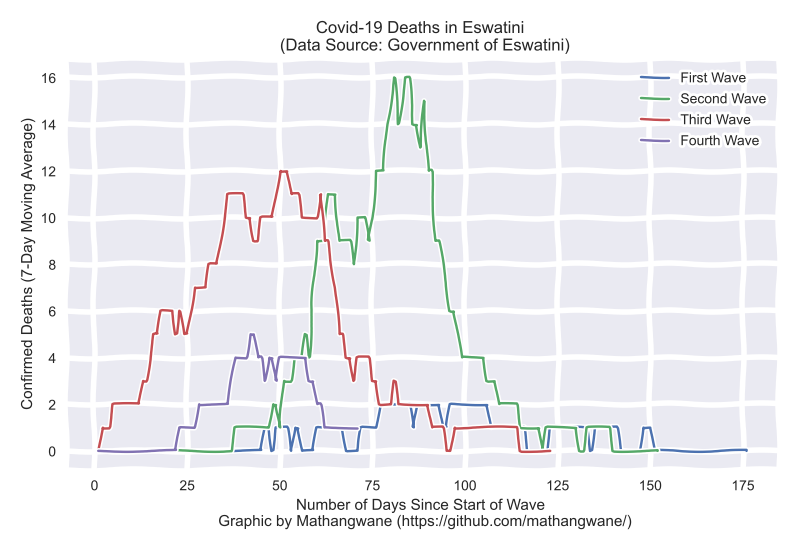 Covid-19 Deaths in Eswatini
(Data Source: Government of Eswatini)
First Wave
Second Wave
Third Wave
Fourth Wave
Confirmed Deaths (7-Day Moving Average)
16
14
12
10
8
6
4
2
0
0 25 50 75 100 125 150 175
Number of Days Since Start of Wave
Graphic by Mathangwane (https://github.com/mathangwane/)